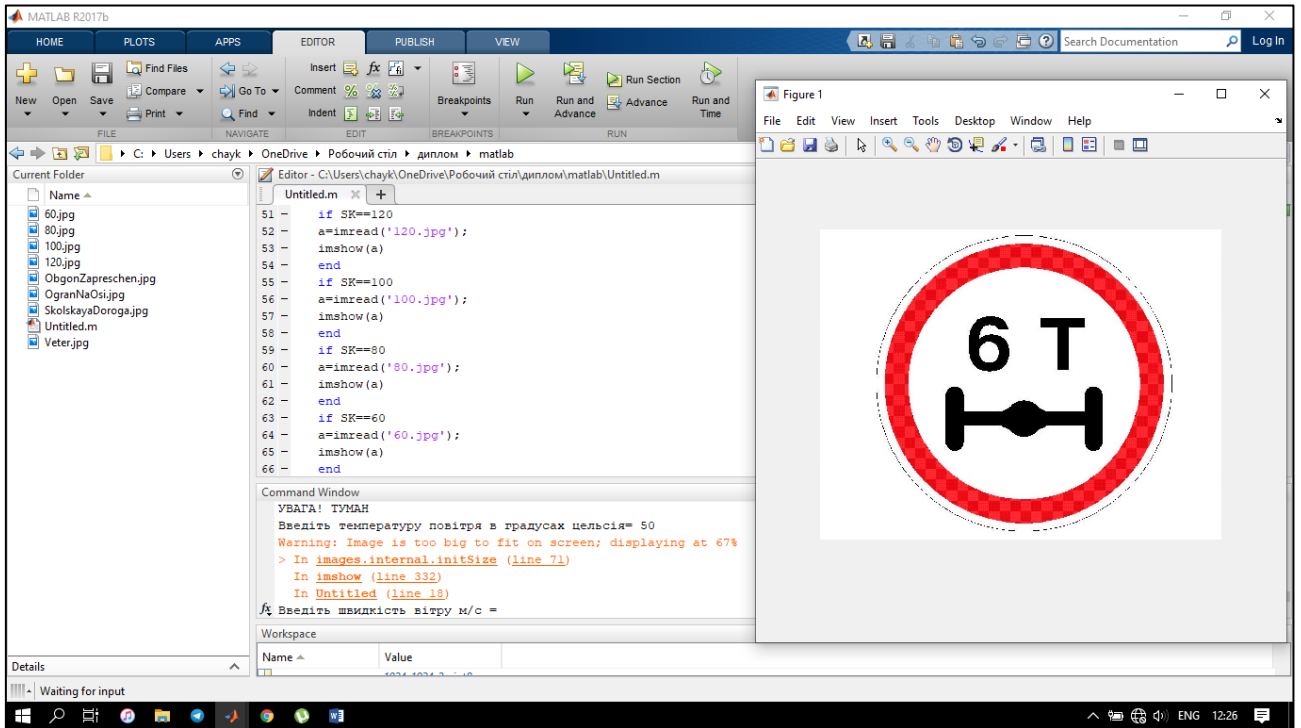 MATLAB R2017b
HOME PLOTS APPS EDITOR PUBLISH VIEW Search Documentation Log In
New Open Save Find Files Compare Print Go To Find Insert fx Comment Indent Breakpoints Run Run and Advance Run Section Advance Run and Time
FILE NAVIGATE EDIT BREAKPOINTS RUN
C: Users chayk OneDrive Робочий стіл диплом matlab
Current Folder
Name
60.jpg
80.jpg
100.jpg
120.jpg
ObgonZapreschen.jpg
OgranNaOsi.jpg
SkolskayaDoroga.jpg
Untitled.m
Veter.jpg
Details
Editor - C:\Users\chayk\OneDrive\Робочий стіл\диплом\matlab\Untitled.m
Untitled.m
51 – if SK==120
52 – a=imread('120.jpg');
53 – imshow(a)
54 – end
55 – if SK==100
56 – a=imread('100.jpg');
57 – imshow(a)
58 – end
59 – if SK==80
60 – a=imread('80.jpg');
61 – imshow(a)
62 – end
63 – if SK==60
64 – a=imread('60.jpg');
65 – imshow(a)
66 – end
Command Window
УВАГА! ТУМАН
Введіть температуру повітря в градусах цельсія= 50
Warning: Image is too big to fit on screen; displaying at 67%
> In images.internal.initSize (line 71)
In imshow (line 332)
In Untitled (line 18)
fx Введіть швидкість вітру м/с =
Workspace
Name Value
Figure 1
File Edit View Insert Tools Desktop Window Help
6 T
Waiting for input
ENG 12:26